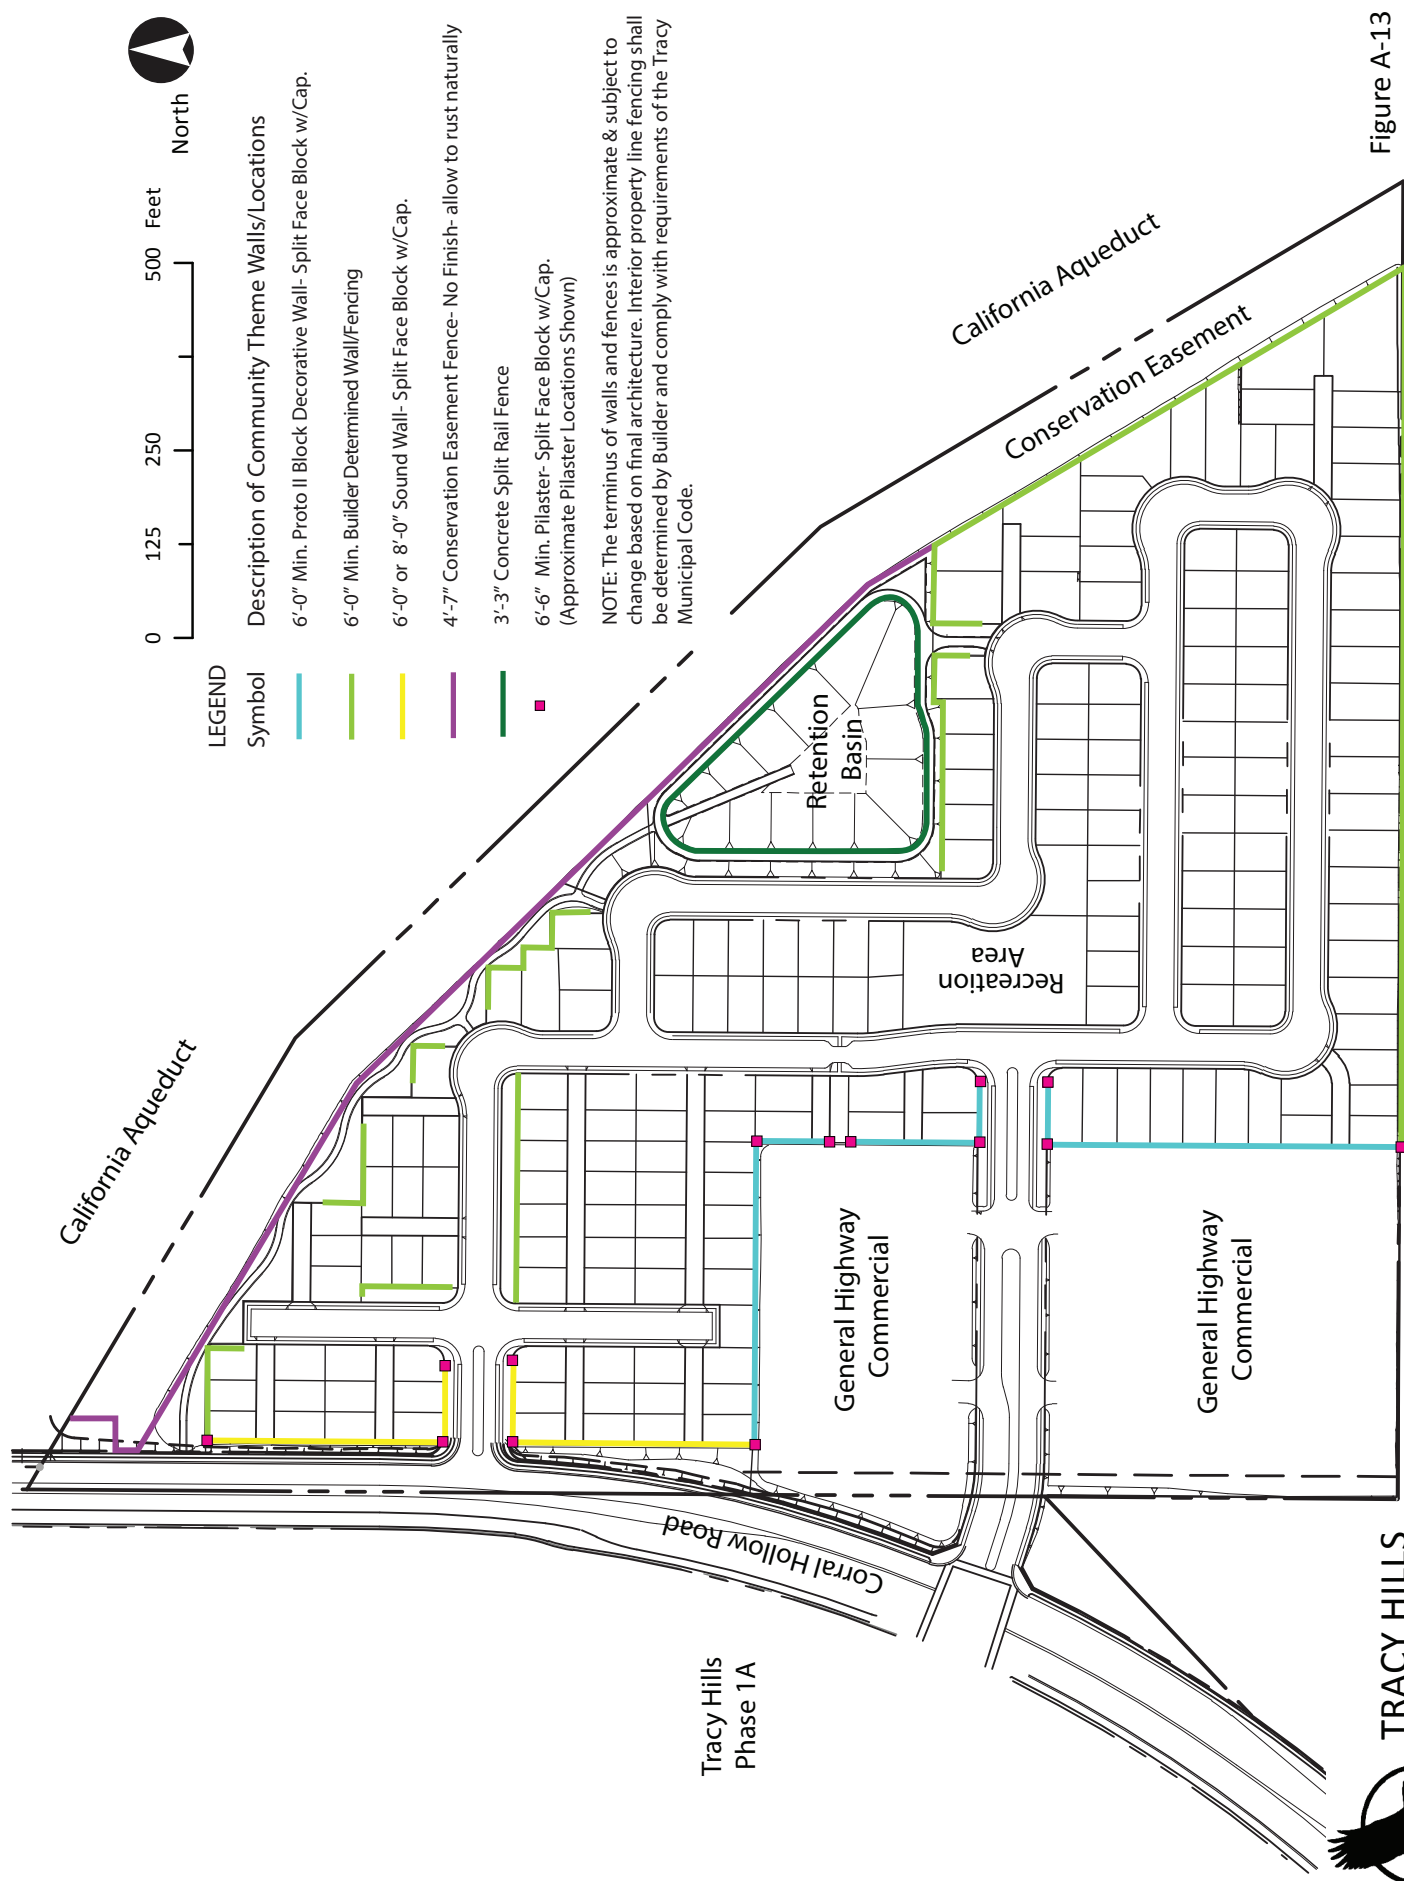 North
0 125 250 500 Feet
LEGEND
Symbol
Description of Community Theme Walls/Locations
6'-0" Min. Proto II Block Decorative Wall- Split Face Block w/Cap.
6'-0" Min. Builder Determined Wall/Fencing
6'-0" or 8'-0" Sound Wall- Split Face Block w/Cap.
4'-7" Conservation Easement Fence- No Finish- allow to rust naturally
3'-3" Concrete Split Rail Fence
6'-6" Min. Pilaster- Split Face Block w/Cap.
(Approximate Pilaster Locations Shown)
NOTE: The terminus of walls and fences is approximate & subject to
change based on final architecture. Interior property line fencing shall
be determined by Builder and comply with requirements of the Tracy
Municipal Code.
California Aqueduct
California Aqueduct
Conservation Easement
Retention
Basin
Recreation
Area
General Highway
Commercial
General Highway
Commercial
Corral Hollow Road
Tracy Hills
Phase 1A
TRACY HILLS
Figure A-13